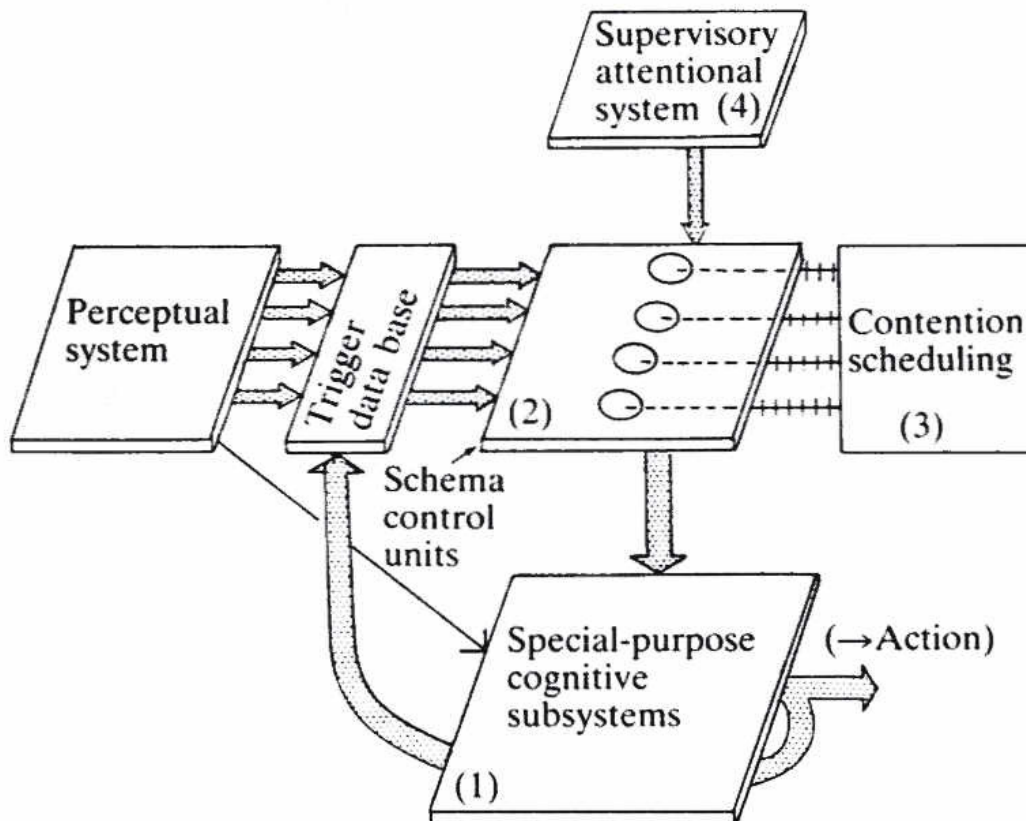 Supervisory
attentional
system (4)
Perceptual
system
Trigger
data base
(2)
Contention
scheduling
(3)
Schema
control
units
Special-purpose
cognitive
subsystems
(→Action)
(1)